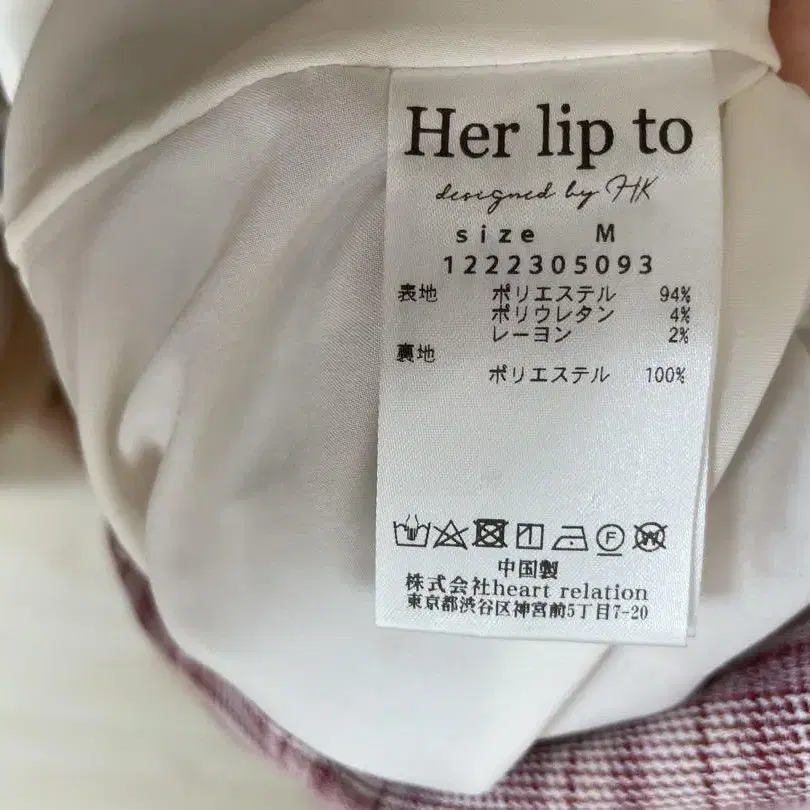 Her lip to
designed by HK
size M
1222305093
表地 ポリエステル 94%
ポリウレタン 4%
レーヨン 2%
裏地
ポリエステル 100%
中国製
株式会社heart relation
東京都渋谷区神宮前5丁目7-20